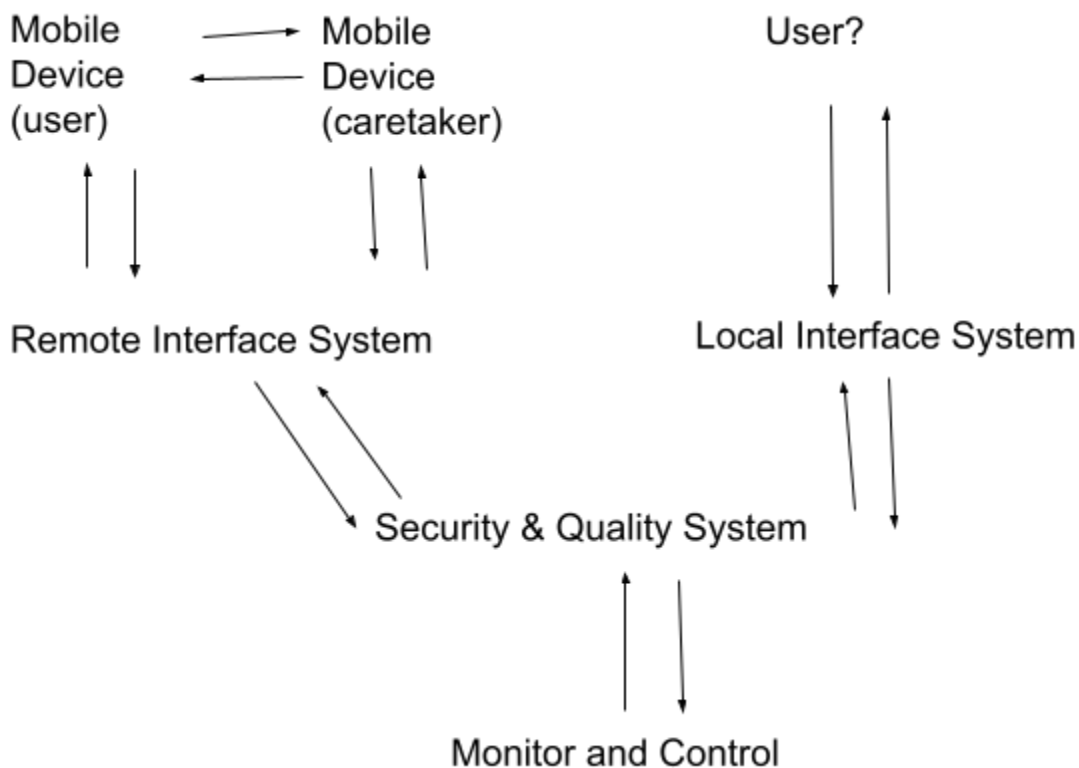 Mobile
Device
(user)
Mobile
Device
(caretaker)
User?
Remote Interface System
Local Interface System
Security & Quality System
Monitor and Control